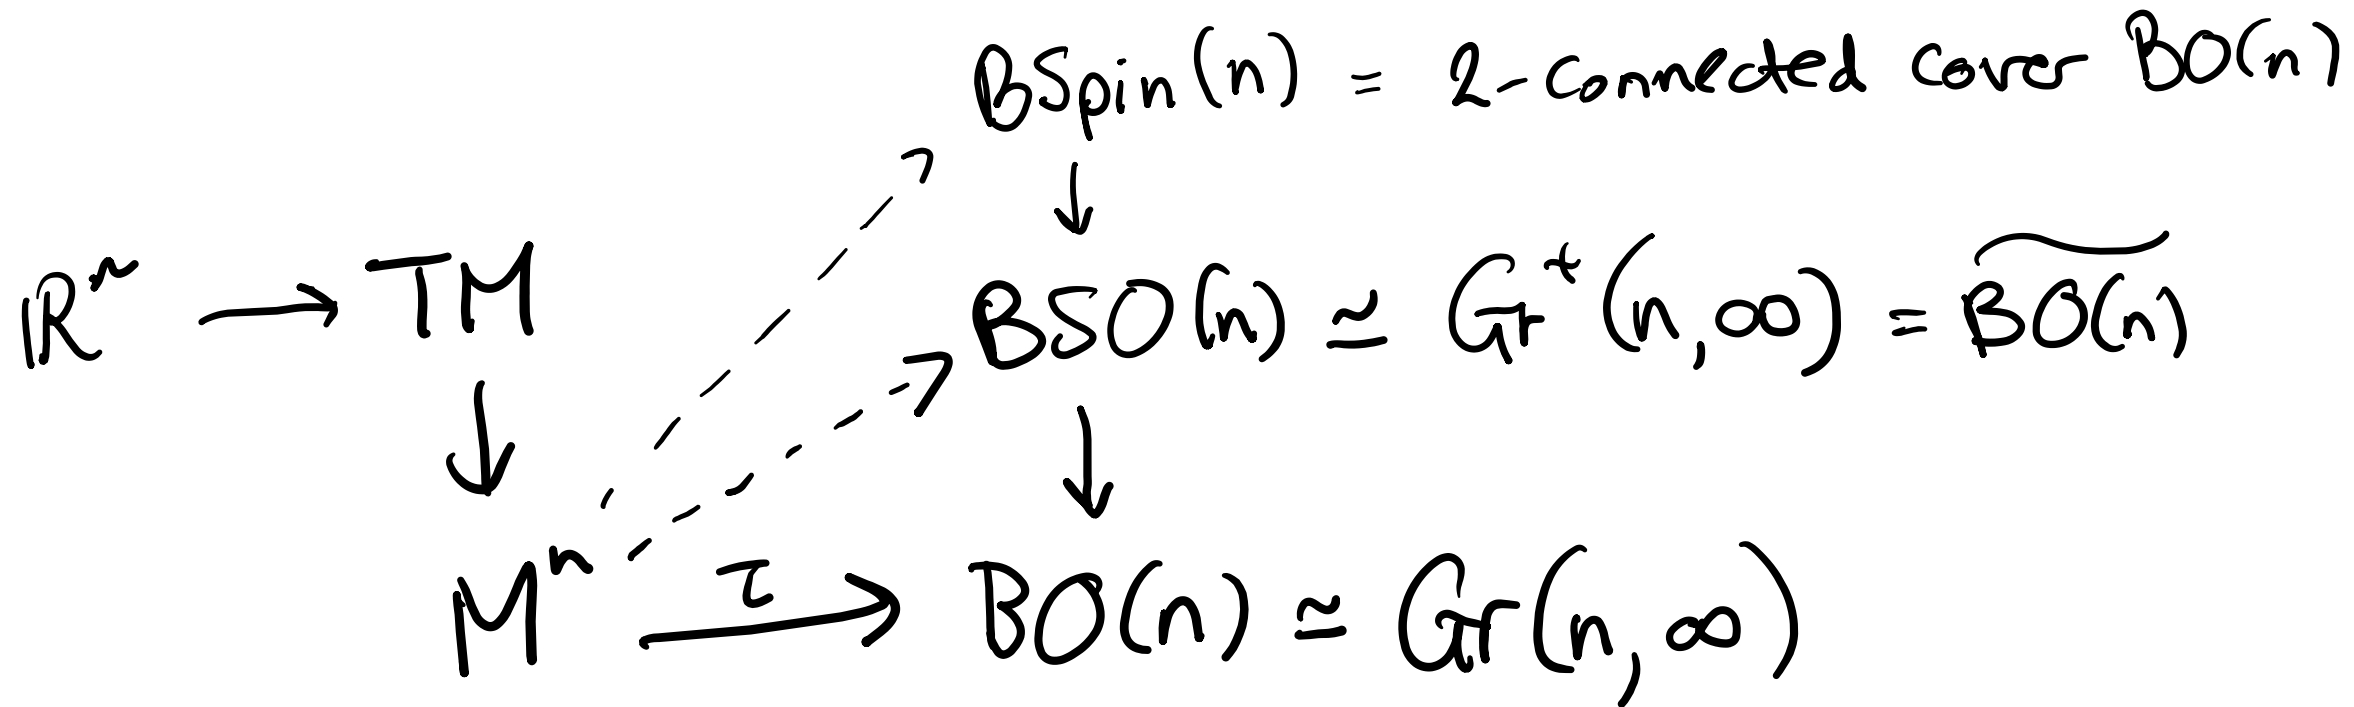 BSpin(n) = 2-connected cover BO(n)
Rⁿ → TM
BSO(n) ≃ Gr⁺(n,∞) = B͠O͠(͠n͠)͠
Mⁿ τ→ BO(n) ≃ Gr(n,∞)